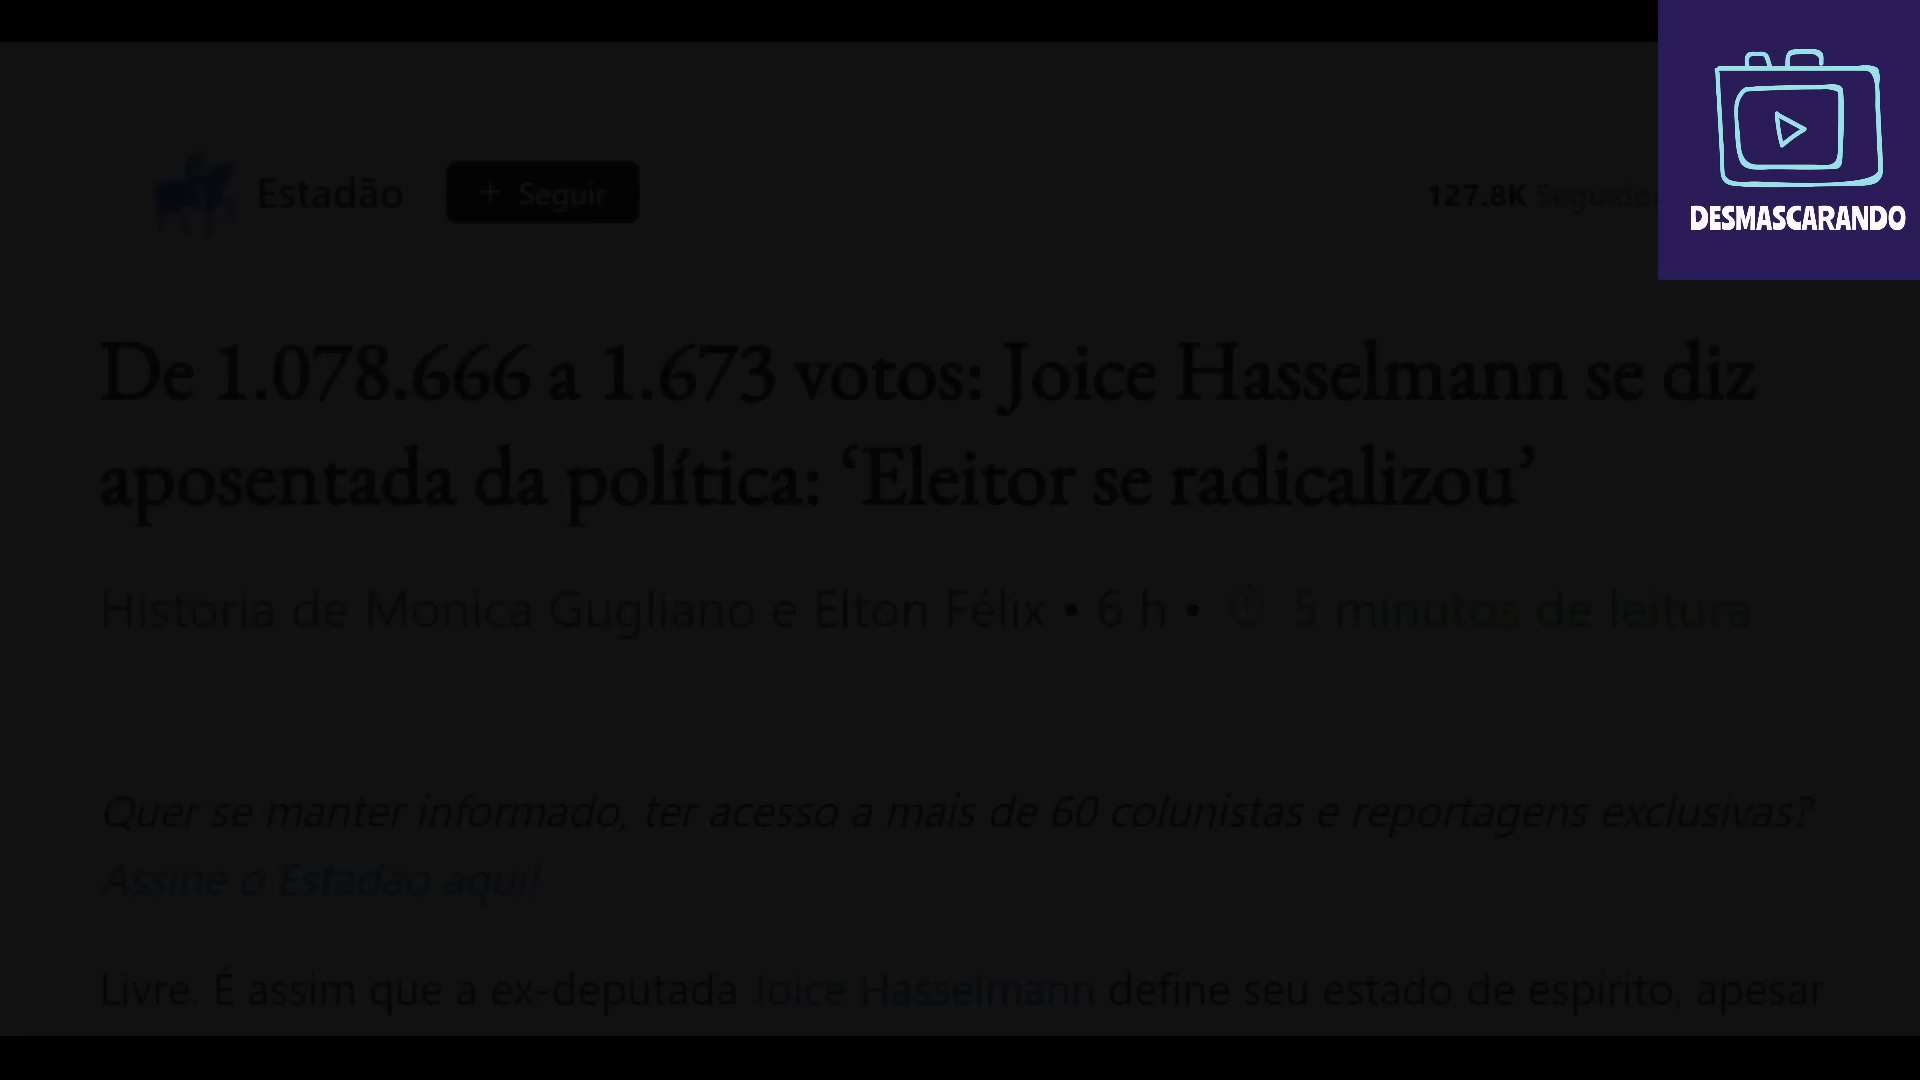 Estadão
+ Seguir
127.8K Seguido
DESMASCARANDO
De 1.078.666 a 1.673 votos: Joice Hasselmann se diz
aposentada da política: ‘Eleitor se radicalizou’
História de Monica Gugliano e Elton Félix • 6 h • 5 minutos de leitura
Quer se manter informado, ter acesso a mais de 60 colunistas e reportagens exclusivas?
Assine o Estadão aqui!
Livre. É assim que a ex-deputada Joice Hasselmann define seu estado de espírito, apesar